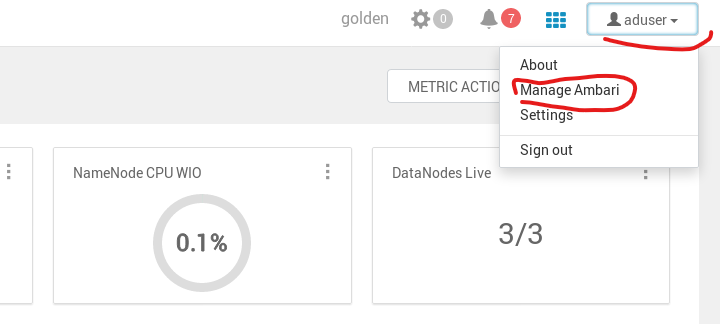 golden 0 7 aduser
About
METRIC ACTIO
Manage Ambari
Settings
Sign out
NameNode CPU WIO
DataNodes Live
0.1%
3/3